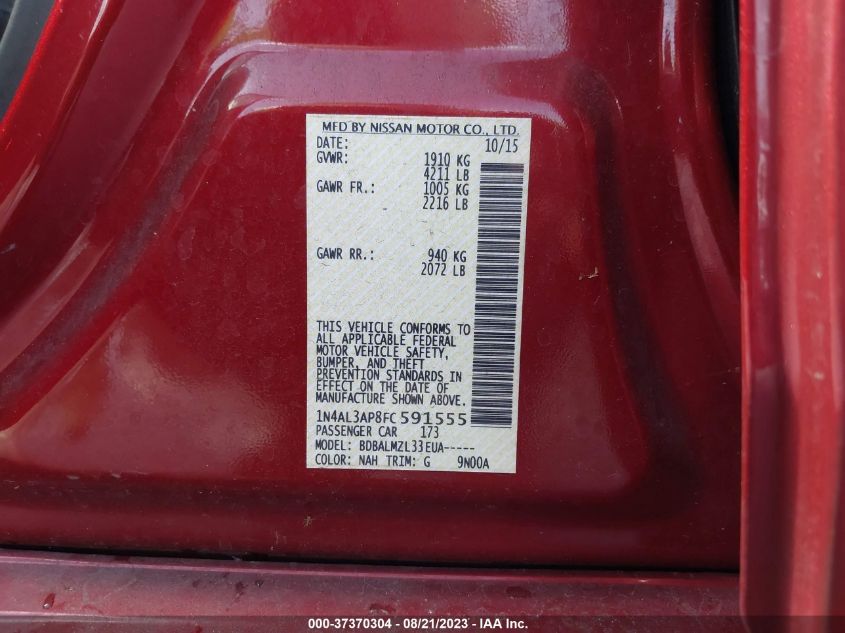 MFD BY NISSAN MOTOR CO., LTD.
DATE: 10/15
GVWR: 1910 KG
4211 LB
GAWR FR.: 1005 KG
2216 LB
GAWR RR.: 940 KG
2072 LB
THIS VEHICLE CONFORMS TO
ALL APPLICABLE FEDERAL
MOTOR VEHICLE SAFETY,
BUMPER, AND THEFT
PREVENTION STANDARDS IN
EFFECT ON THE DATE OF
MANUFACTURE SHOWN ABOVE.
1N4AL3AP8FC591555
PASSENGER CAR 173
MODEL: BDBALMZL33EUA-----
COLOR: NAH TRIM: G 9N00A
000-37370304 - 08/21/2023 - IAAI.com